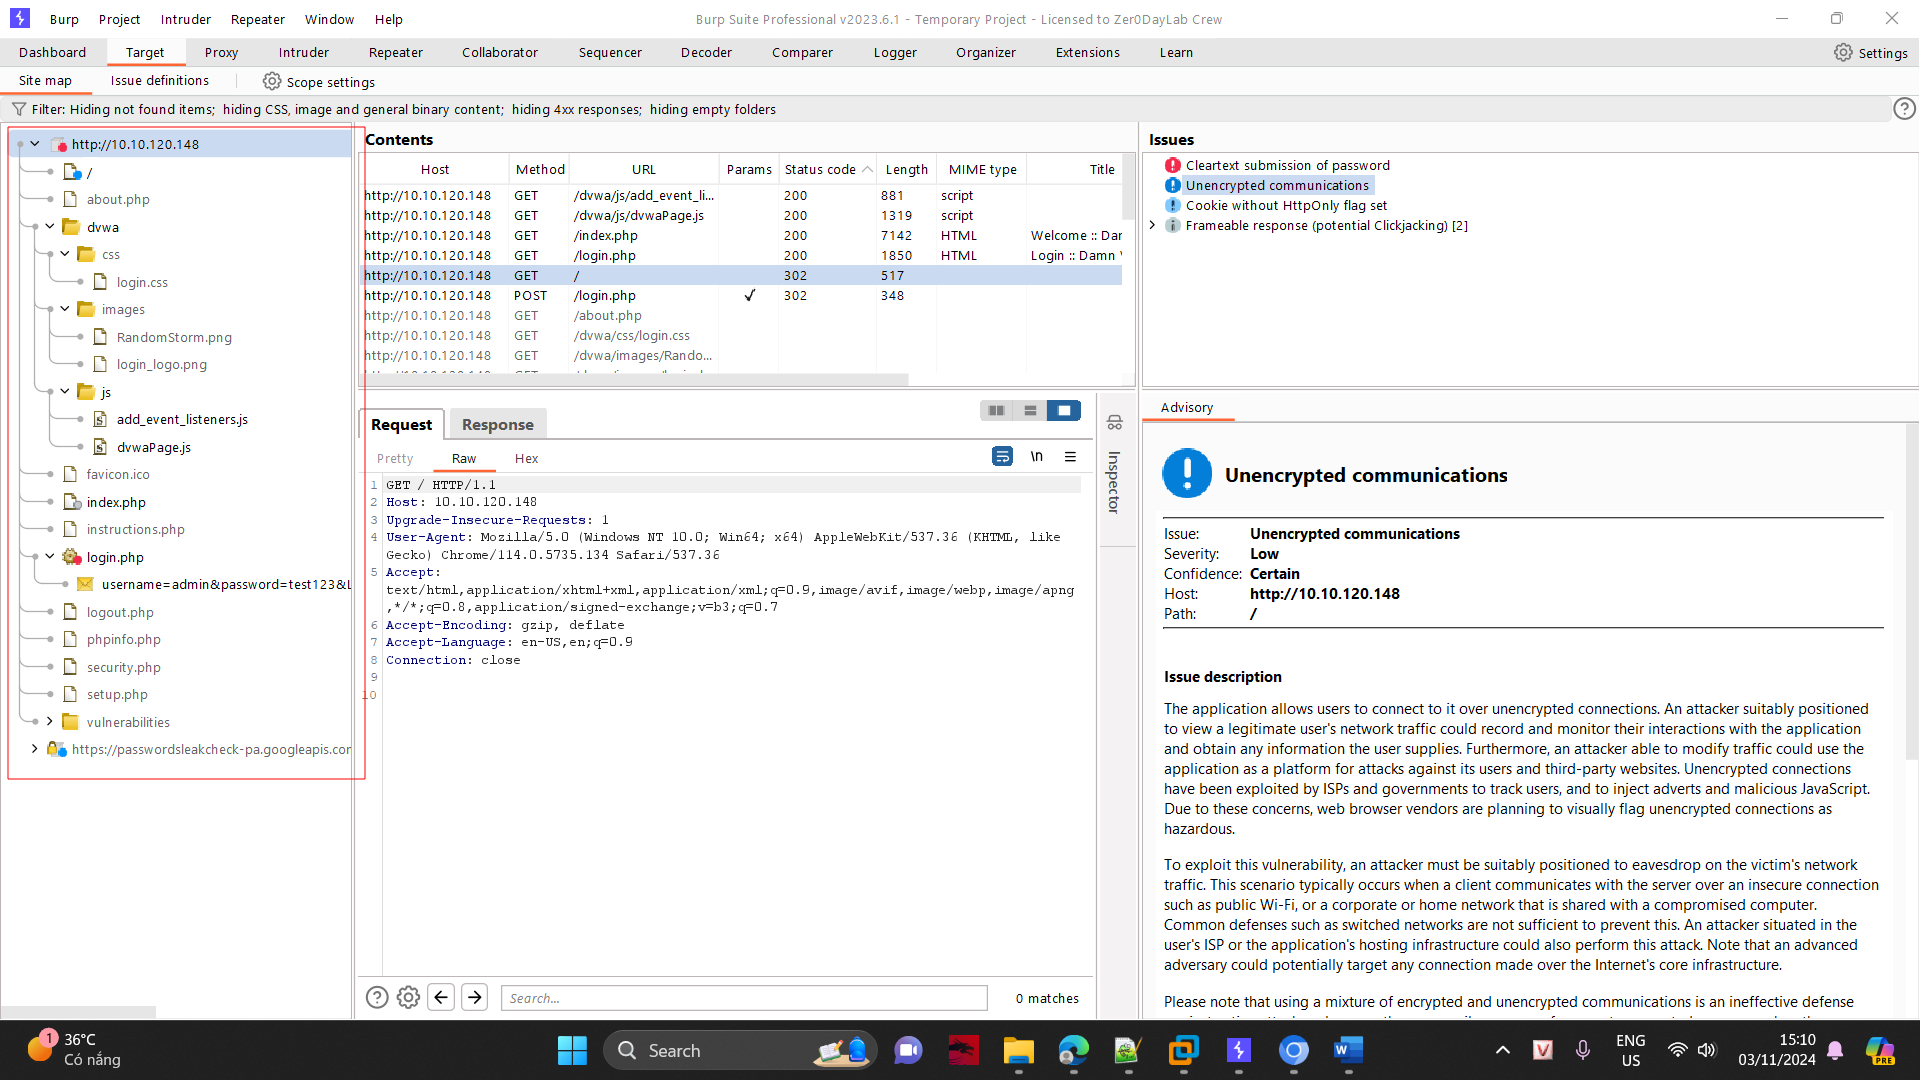 Burp Project Intruder Repeater Window Help
Burp Suite Professional v2023.6.1 - Temporary Project - Licensed to Zer0DayLab Crew
Dashboard Target Proxy Intruder Repeater Collaborator Sequencer Decoder Comparer Logger Organizer Extensions Learn Settings
Site map Issue definitions Scope settings
Filter: Hiding not found items; hiding CSS, image and general binary content; hiding 4xx responses; hiding empty folders
http://10.10.120.148
/
about.php
dvwa
css
login.css
images
RandomStorm.png
login_logo.png
js
add_event_listeners.js
dvwaPage.js
favicon.ico
index.php
instructions.php
login.php
username=admin&password=test123&L
logout.php
phpinfo.php
security.php
setup.php
vulnerabilities
https://passwordsleakcheck-pa.googleapis.cor
Contents
Host Method URL Params Status code Length MIME type Title
http://10.10.120.148 GET /dvwa/js/add_event_li... 200 881 script
http://10.10.120.148 GET /dvwa/js/dvwaPage.js 200 1319 script
http://10.10.120.148 GET /index.php 200 7142 HTML Welcome :: Dar
http://10.10.120.148 GET /login.php 200 1850 HTML Login :: Damn
http://10.10.120.148 GET / 302 517
http://10.10.120.148 POST /login.php ✓ 302 348
http://10.10.120.148 GET /about.php
http://10.10.120.148 GET /dvwa/css/login.css
http://10.10.120.148 GET /dvwa/images/Rando...
Request Response
Pretty Raw Hex \n
1 GET / HTTP/1.1
2 Host: 10.10.120.148
3 Upgrade-Insecure-Requests: 1
4 User-Agent: Mozilla/5.0 (Windows NT 10.0; Win64; x64) AppleWebKit/537.36 (KHTML, like
Gecko) Chrome/114.0.5735.134 Safari/537.36
5 Accept:
text/html,application/xhtml+xml,application/xml;q=0.9,image/avif,image/webp,image/apng
,*/*;q=0.8,application/signed-exchange;v=b3;q=0.7
6 Accept-Encoding: gzip, deflate
7 Accept-Language: en-US,en;q=0.9
8 Connection: close
9
10
Search... 0 matches
Inspector
Issues
Cleartext submission of password
Unencrypted communications
Cookie without HttpOnly flag set
Frameable response (potential Clickjacking) [2]
Advisory
Unencrypted communications
Issue: Unencrypted communications
Severity: Low
Confidence: Certain
Host: http://10.10.120.148
Path: /
Issue description
The application allows users to connect to it over unencrypted connections. An attacker suitably positioned
to view a legitimate user's network traffic could record and monitor their interactions with the application
and obtain any information the user supplies. Furthermore, an attacker able to modify traffic could use the
application as a platform for attacks against its users and third-party websites. Unencrypted connections
have been exploited by ISPs and governments to track users, and to inject adverts and malicious JavaScript.
Due to these concerns, web browser vendors are planning to visually flag unencrypted connections as
hazardous.
To exploit this vulnerability, an attacker must be suitably positioned to eavesdrop on the victim's network
traffic. This scenario typically occurs when a client communicates with the server over an insecure connection
such as public Wi-Fi, or a corporate or home network that is shared with a compromised computer.
Common defenses such as switched networks are not sufficient to prevent this. An attacker situated in the
user's ISP or the application's hosting infrastructure could also perform this attack. Note that an advanced
adversary could potentially target any connection made over the Internet's core infrastructure.
Please note that using a mixture of encrypted and unencrypted communications is an ineffective defense
1 36°C
Có nắng
Search
ENG
US
15:10
03/11/2024
PRE